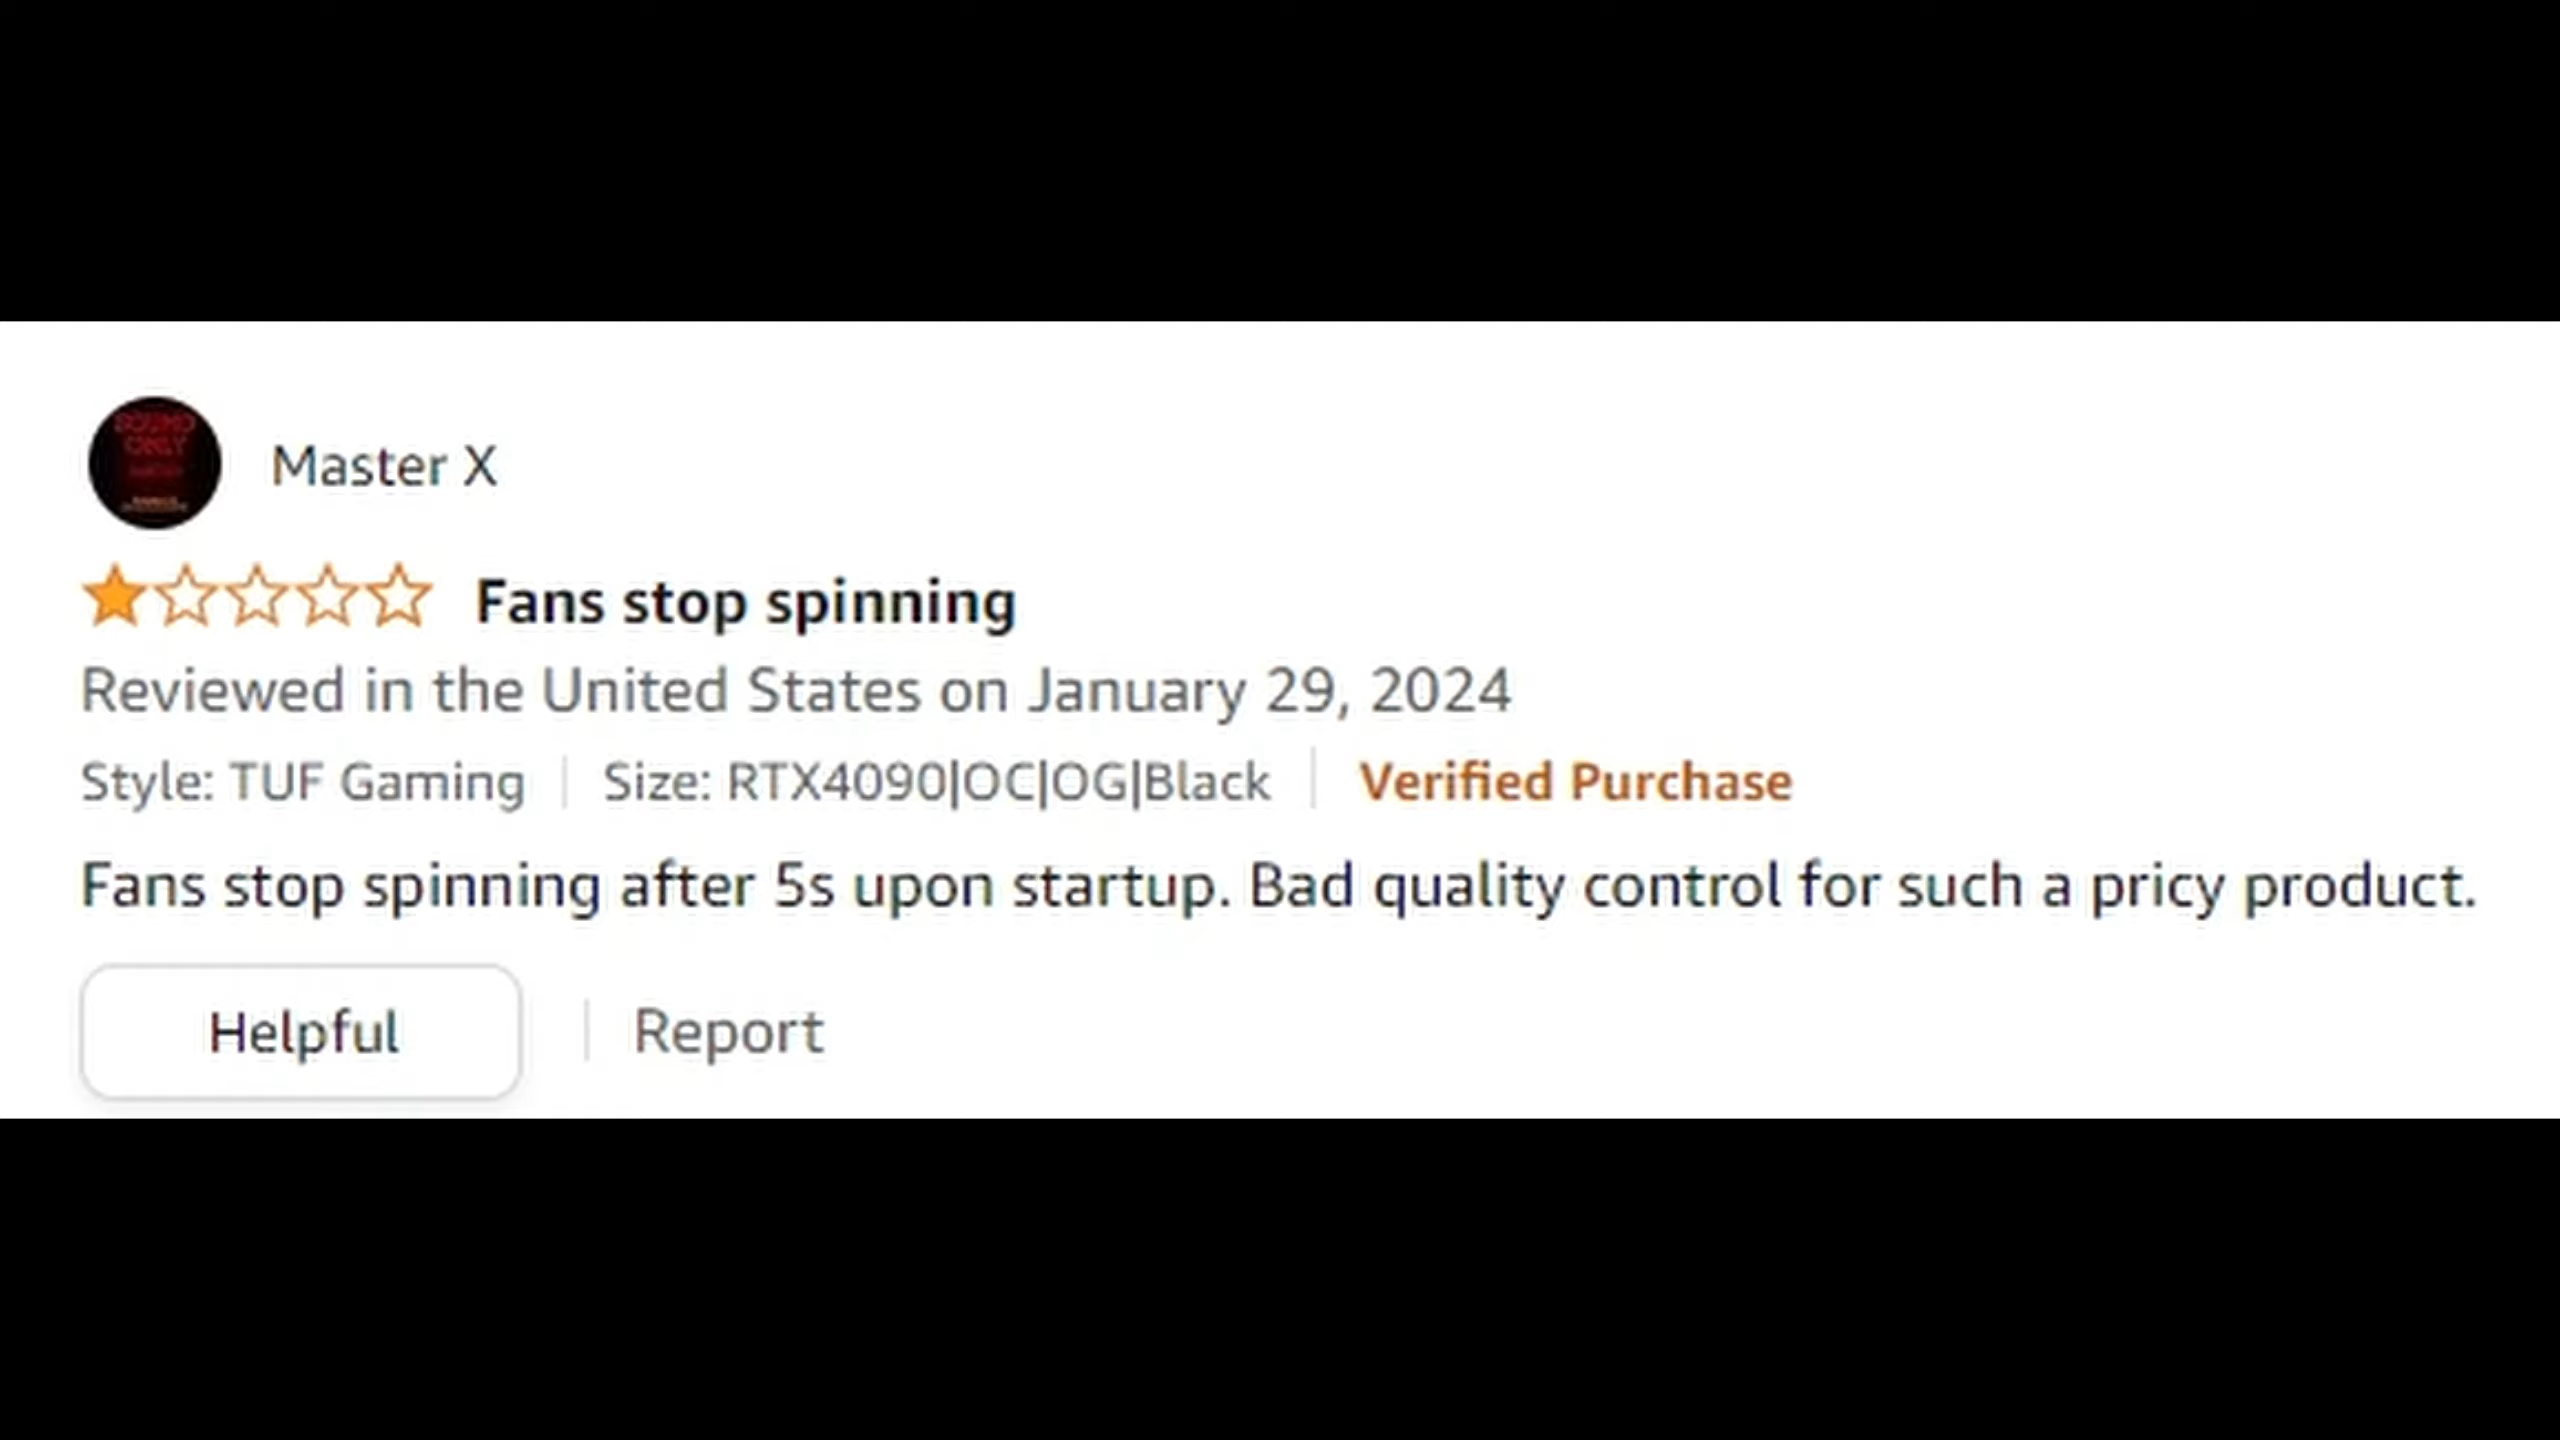 SOUND
ONLY
Master X
Fans stop spinning
Reviewed in the United States on January 29, 2024
Style: TUF Gaming | Size: RTX4090|OC|OG|Black | Verified Purchase
Fans stop spinning after 5s upon startup. Bad quality control for such a pricy product.
Helpful | Report